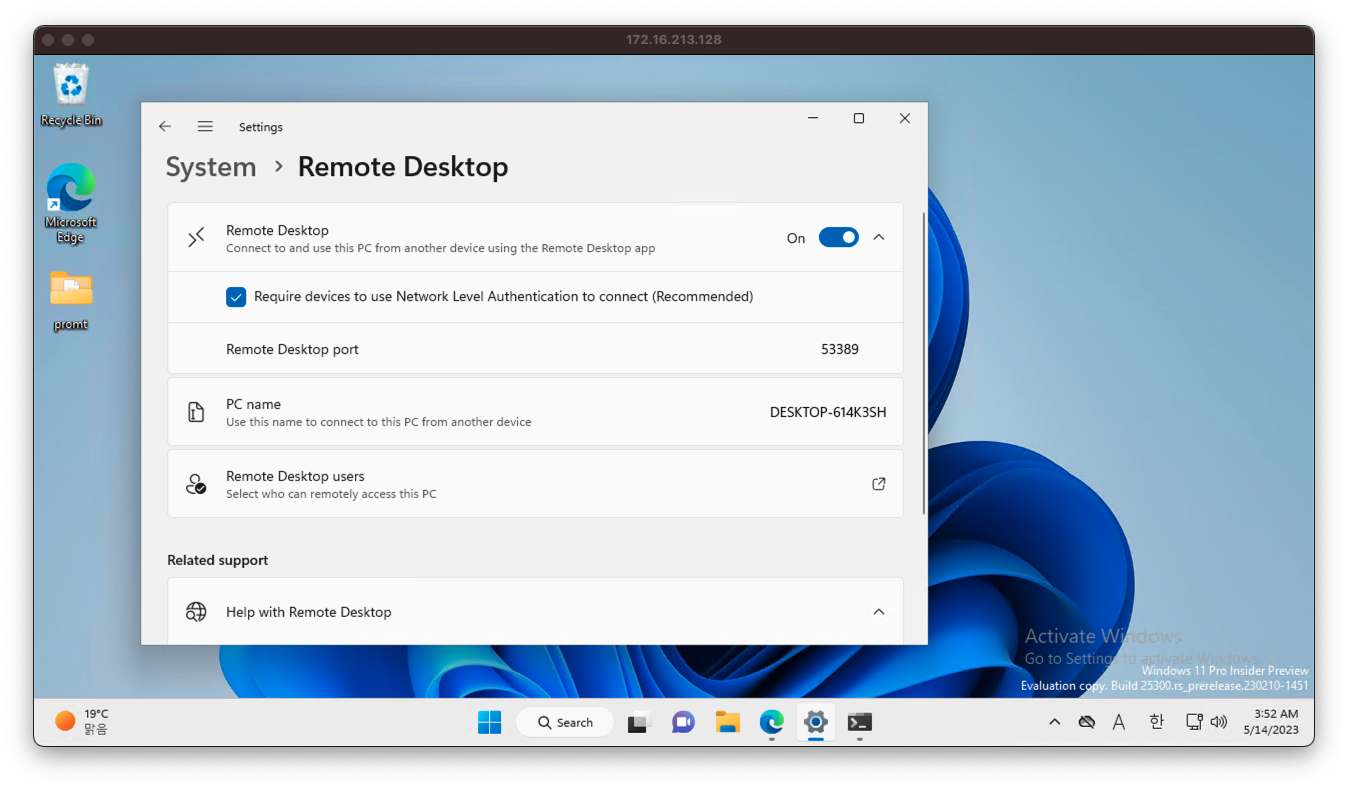 172.16.213.128
Recycle Bin
Microsoft
Edge
promt
Settings
System > Remote Desktop
Remote Desktop
Connect to and use this PC from another device using the Remote Desktop app
On
Require devices to use Network Level Authentication to connect (Recommended)
Remote Desktop port
53389
PC name
Use this name to connect to this PC from another device
DESKTOP-614K3SH
Remote Desktop users
Select who can remotely access this PC
Related support
Help with Remote Desktop
Activate Windows
Go to Settings to activate Windows.
Windows 11 Pro Insider Preview
Evaluation copy. Build 25300.rs_prerelease.230210-1451
19°C
맑음
Search
A
한
3:52 AM
5/14/2023